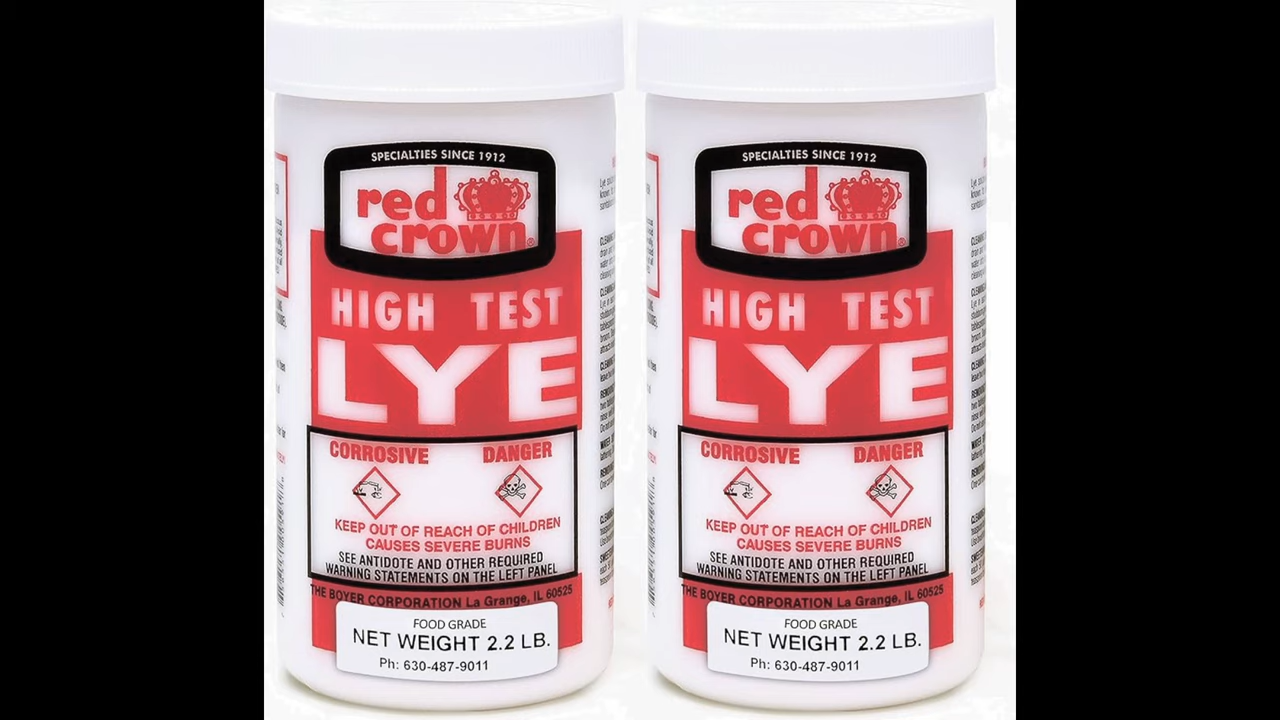 SPECIALTIES SINCE 1912
red
crown®
HIGH TEST
LYE
CORROSIVE DANGER
KEEP OUT OF REACH OF CHILDREN
CAUSES SEVERE BURNS
SEE ANTIDOTE AND OTHER REQUIRED
WARNING STATEMENTS ON THE LEFT PANEL
THE BOYER CORPORATION La Grange, IL 60525
FOOD GRADE
NET WEIGHT 2.2 LB.
Ph: 630-487-9011
SPECIALTIES SINCE 1912
red
crown®
HIGH TEST
LYE
CORROSIVE DANGER
KEEP OUT OF REACH OF CHILDREN
CAUSES SEVERE BURNS
SEE ANTIDOTE AND OTHER REQUIRED
WARNING STATEMENTS ON THE LEFT PANEL
THE BOYER CORPORATION La Grange, IL 60525
FOOD GRADE
NET WEIGHT 2.2 LB.
Ph: 630-487-9011